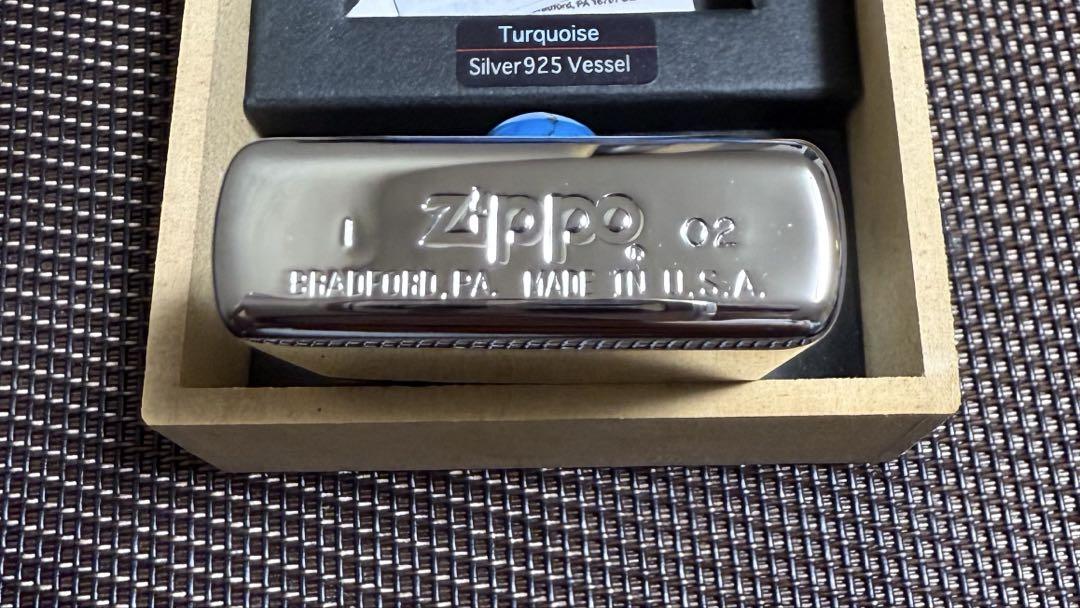 Turquoise
Silver925 Vessel
I Zippo 02
BRADFORD, PA. MADE IN U.S.A.